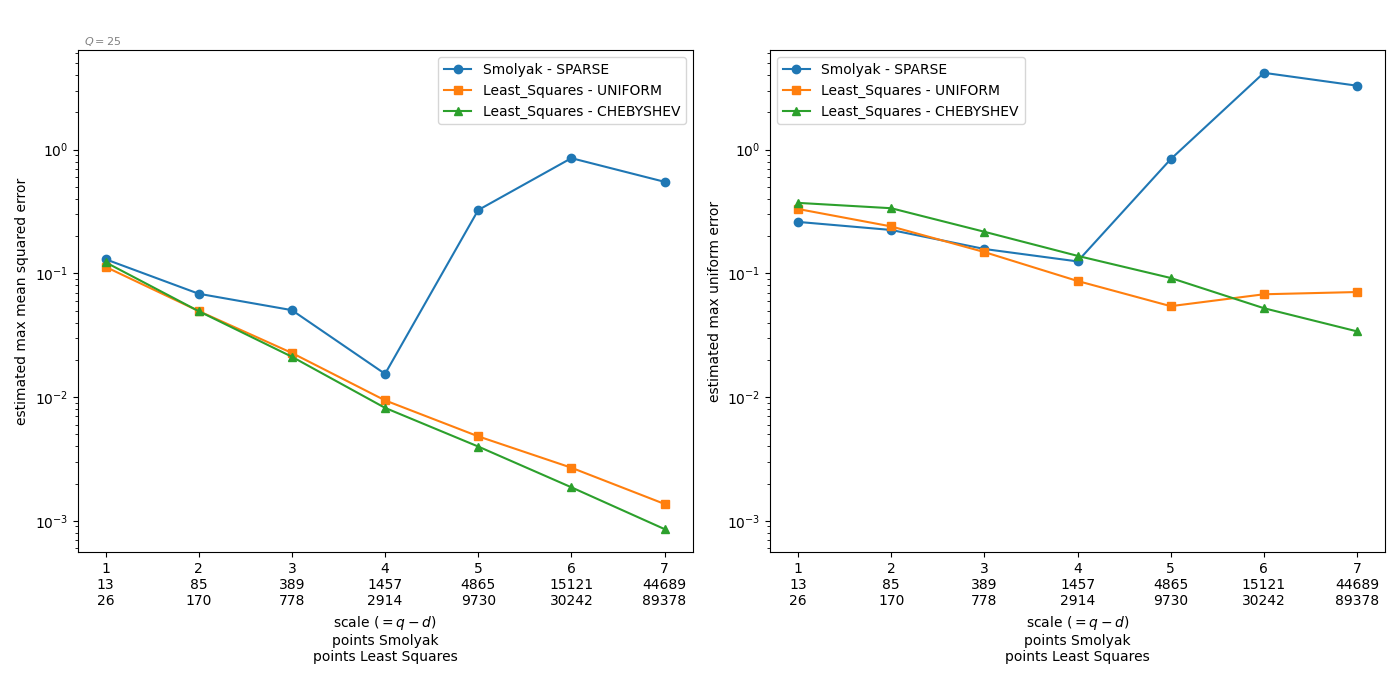 Q = 25
estimated max mean squared error
10⁰
10⁻¹
10⁻²
10⁻³
Smolyak - SPARSE
Least_Squares - UNIFORM
Least_Squares - CHEBYSHEV
1 2 3 4 5 6 7
13 85 389 1457 4865 15121 44689
26 170 778 2914 9730 30242 89378
scale (= q − d)
points Smolyak
points Least Squares
estimated max uniform error
10⁰
10⁻¹
10⁻²
10⁻³
Smolyak - SPARSE
Least_Squares - UNIFORM
Least_Squares - CHEBYSHEV
1 2 3 4 5 6 7
13 85 389 1457 4865 15121 44689
26 170 778 2914 9730 30242 89378
scale (= q − d)
points Smolyak
points Least Squares